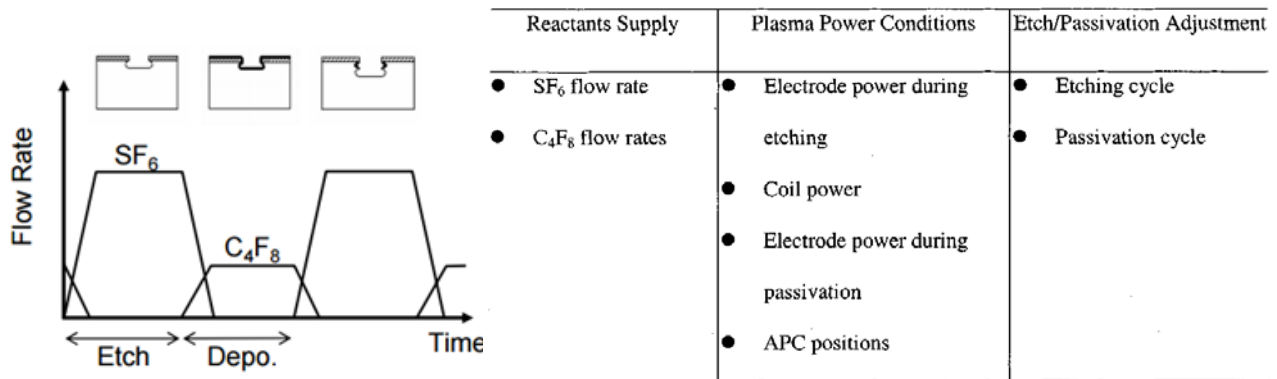 Flow Rate
SF₆
C₄F₈
Time
Etch
Depo.
Reactants Supply
Plasma Power Conditions
Etch/Passivation Adjustment
● SF₆ flow rate
● C₄F₈ flow rates
● Electrode power during
etching
● Coil power
● Electrode power during
passivation
● APC positions
● Etching cycle
● Passivation cycle